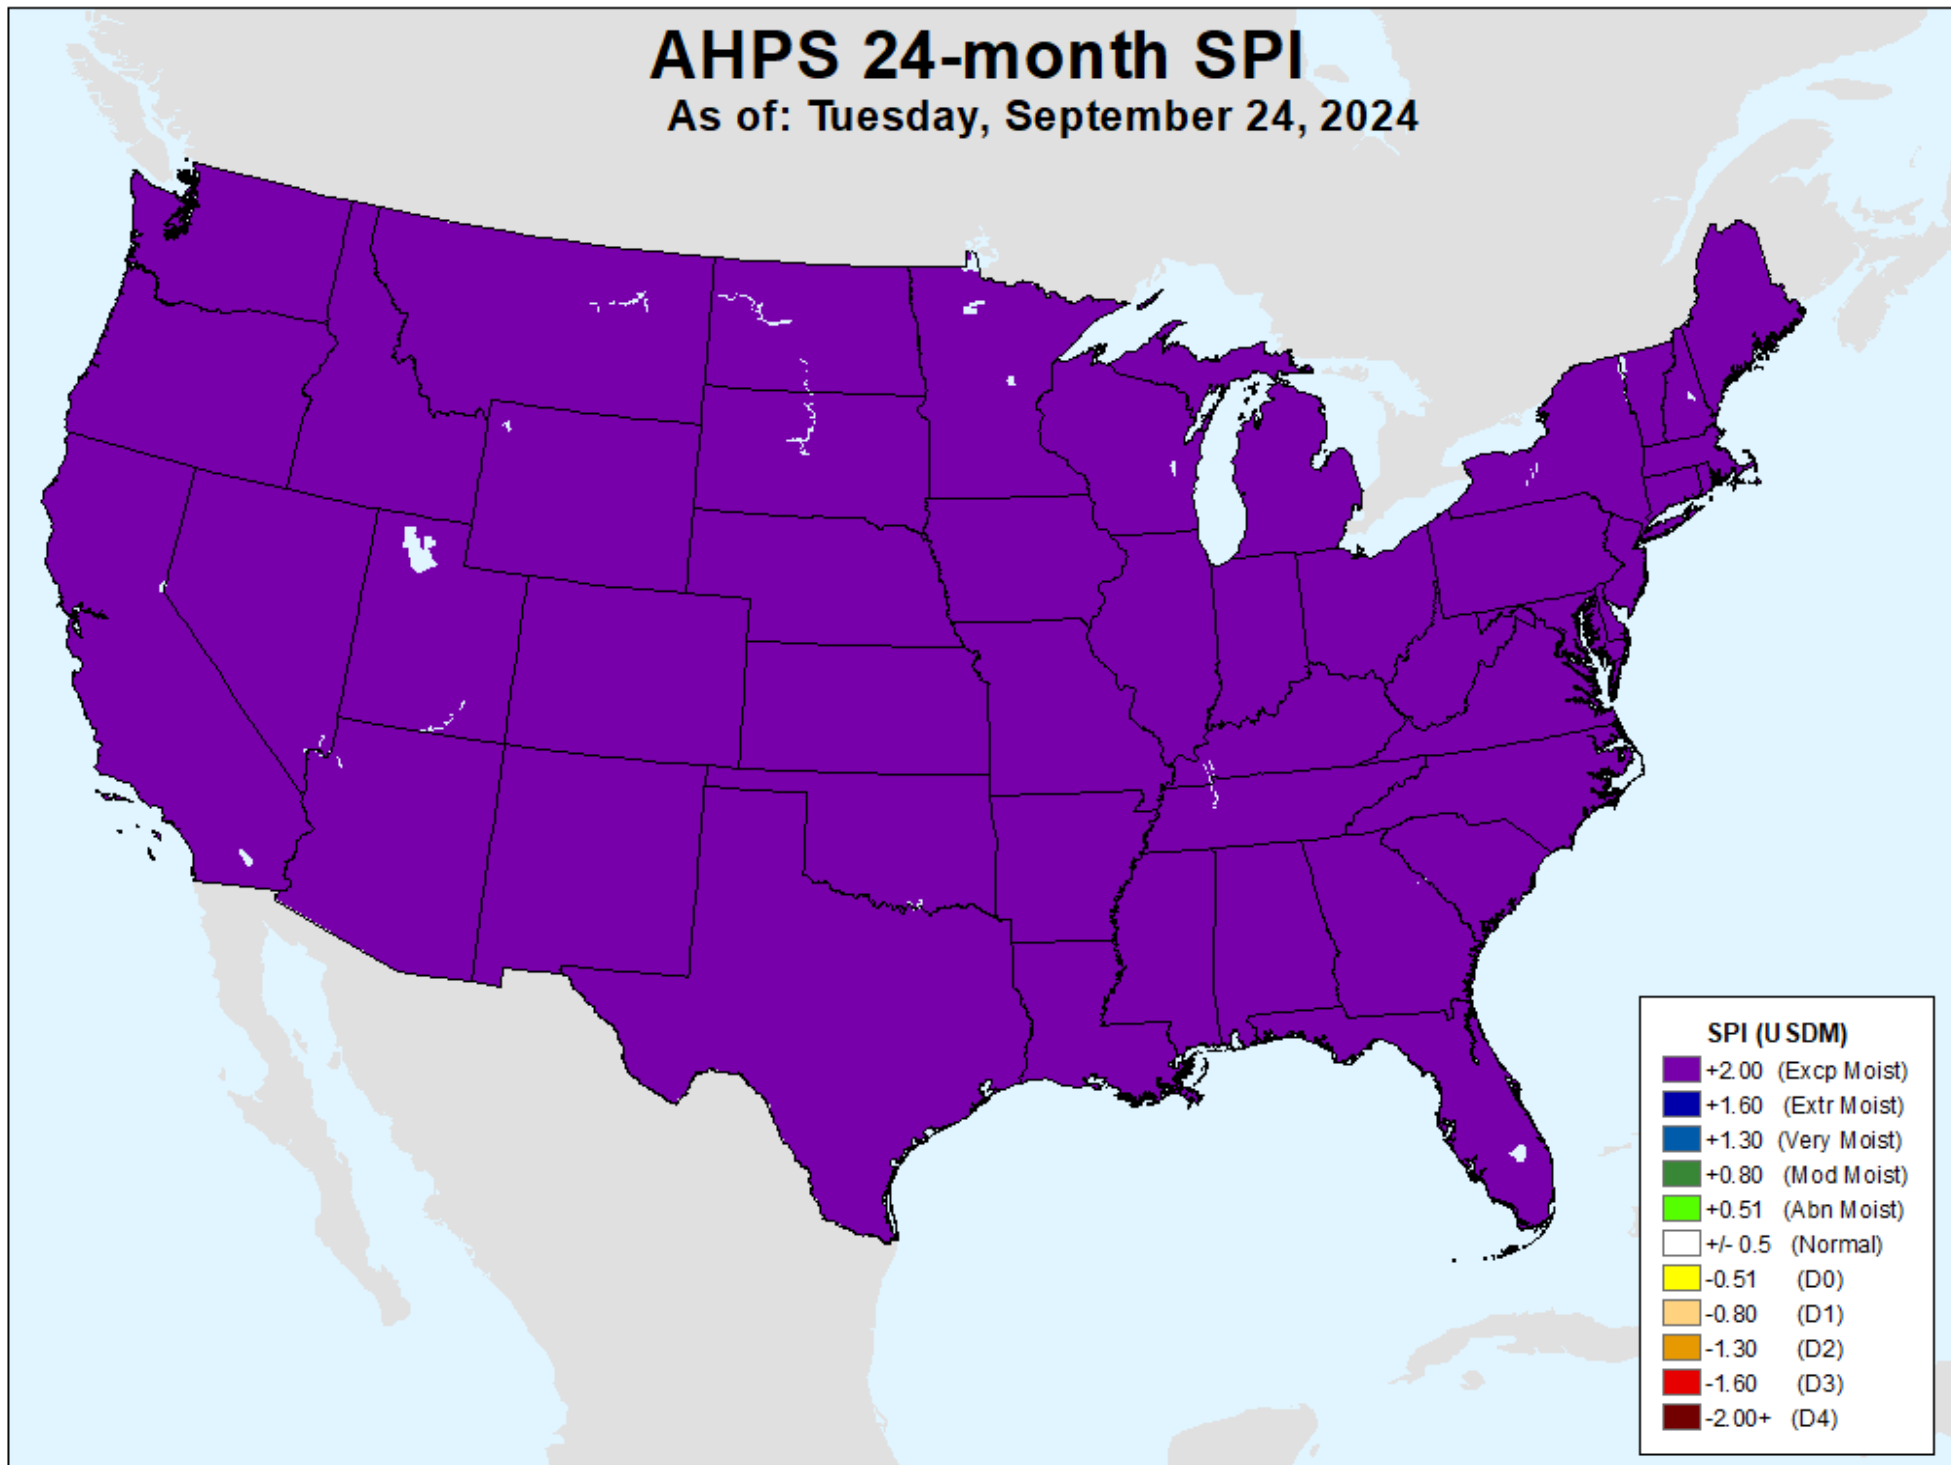 AHPS 24-month SPI
As of: Tuesday, September 24, 2024
SPI (USDM)
+2.00 (Excp Moist)
+1.60 (Extr Moist)
+1.30 (Very Moist)
+0.80 (Mod Moist)
+0.51 (Abn Moist)
+/- 0.5 (Normal)
-0.51 (D0)
-0.80 (D1)
-1.30 (D2)
-1.60 (D3)
-2.00+ (D4)